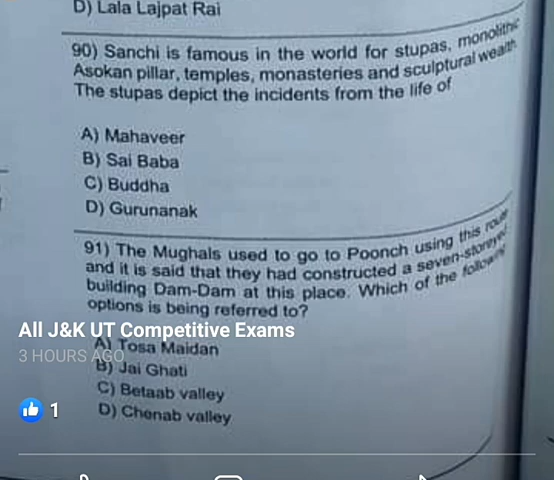 D) Lala Lajpat Rai
90) Sanchi is famous in the world for stupas, monolithic
Asokan pillar, temples, monasteries and sculptural wealth
The stupas depict the incidents from the life of
A) Mahaveer
B) Sai Baba
C) Buddha
D) Gurunanak
91) The Mughals used to go to Poonch using this route
and it is said that they had constructed a seven-storeyed
building Dam-Dam at this place. Which of the following
options is being referred to?
All J&K UT Competitive Exams
A) Tosa Maidan
3 HOURS AGO
B) Jai Ghati
C) Betaab valley
1
D) Chenab valley